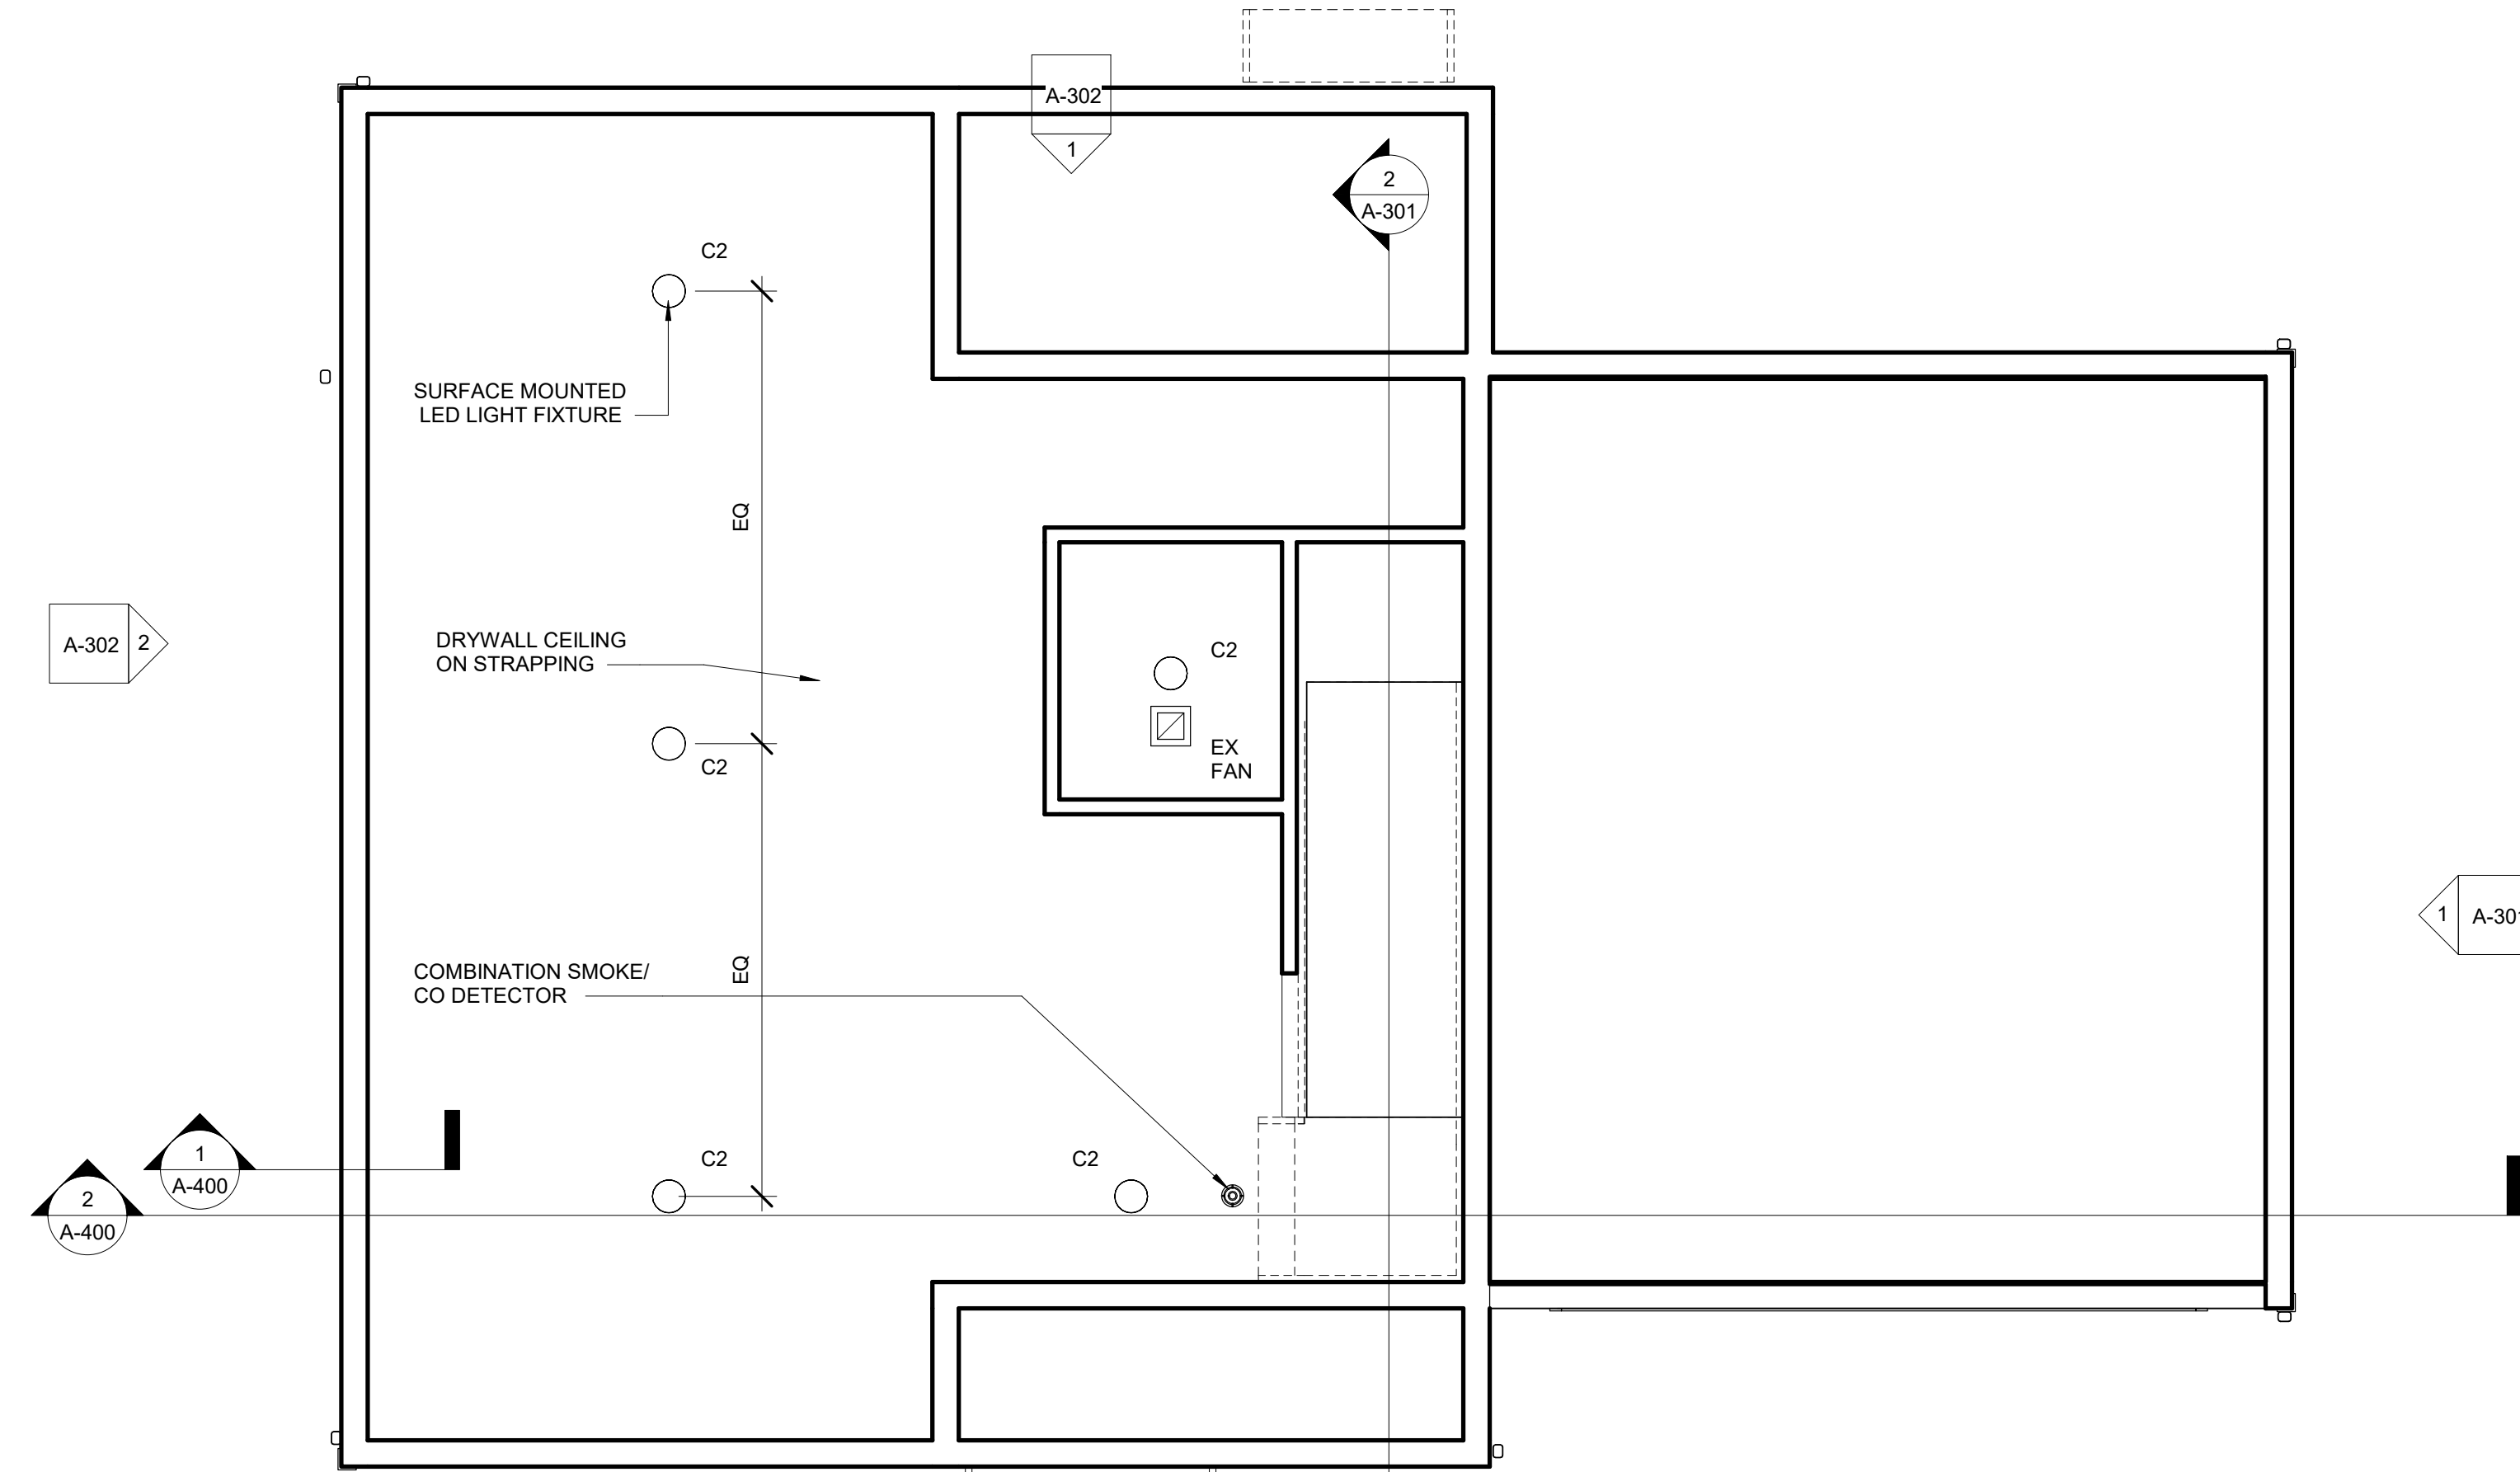 A-302
1
2
A-301
C2
SURFACE MOUNTED
LED LIGHT FIXTURE
EQ
A-302
2
DRYWALL CEILING
ON STRAPPING
C2
EX
FAN
C2
1
A-30
COMBINATION SMOKE/
CO DETECTOR
EQ
1
A-400
C2
C2
2
A-400